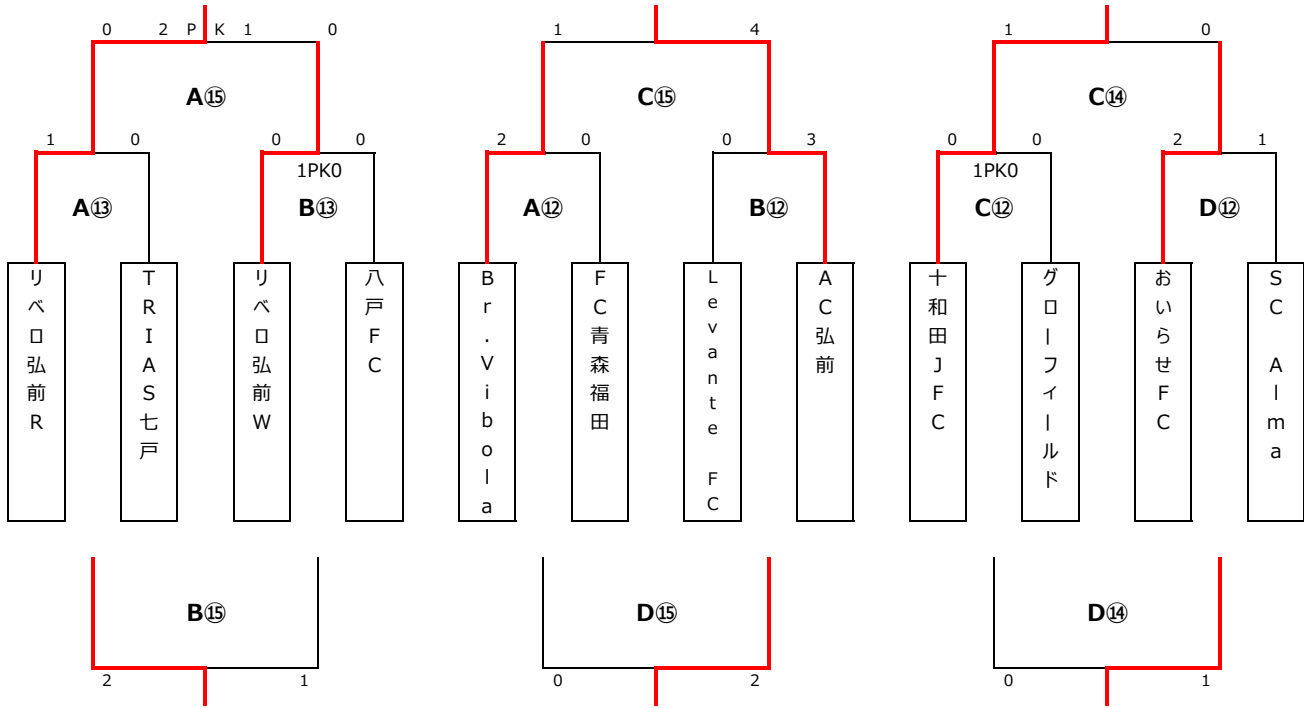 0 2 P K 1 0 1 4 1 0
A⑮ C⑮ C⑭
1 0 0 0 2 0 0 3 0 0 2 1
1PK0 1PK0
A⑬ B⑬ A⑫ B⑫ C⑫ D⑫
リベロ弘前R
TRIAS七戸
リベロ弘前W
八戸FC
Br.Vibola
FC青森福田
Levante FC
AC弘前
十和田JFC
グローフィールド
おいらせFC
SC Alma
B⑮ D⑮ D⑭
2 1 0 2 0 1